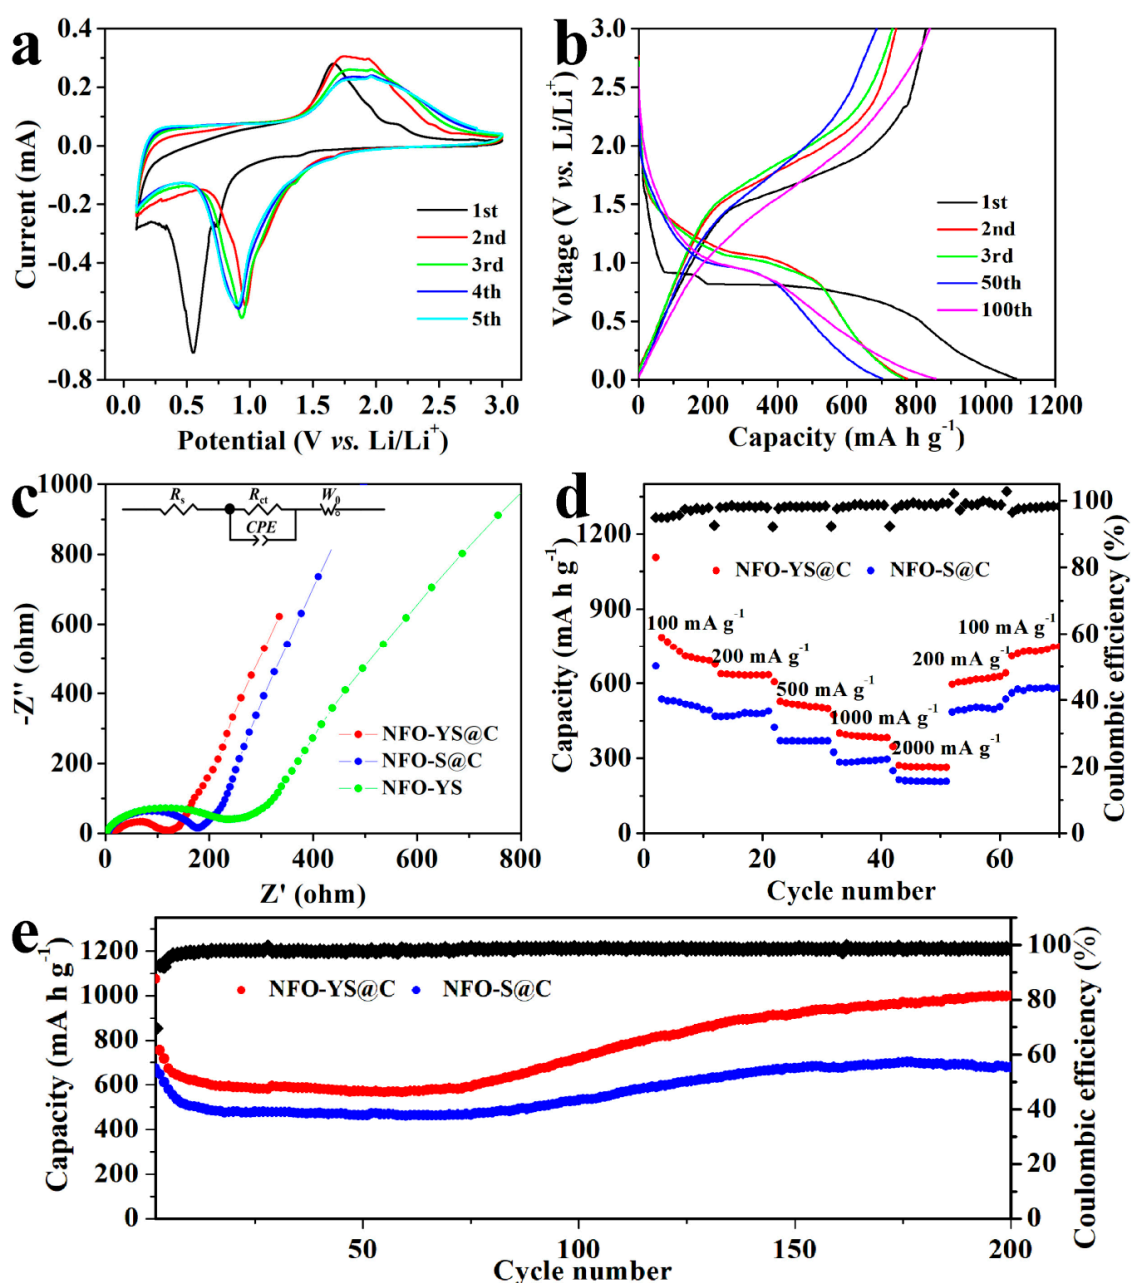 a
0.4
0.2
0.0
-0.2
-0.4
-0.6
-0.8
Current (mA)
1st
2nd
3rd
4th
5th
0.0 0.5 1.0 1.5 2.0 2.5 3.0
Potential (V vs. Li/Li+)
b
3.0
2.5
2.0
1.5
1.0
0.5
0.0
Voltage (V vs. Li/Li+)
1st
2nd
3rd
50th
100th
0 200 400 600 800 1000 1200
Capacity (mA h g-1)
c
1000
800
600
400
200
0
-Z'' (ohm)
Rs Rct W0
CPE
NFO-YS@C
NFO-S@C
NFO-YS
0 200 400 600 800
Z' (ohm)
d
1200
900
600
300
0
Capacity (mA h g-1)
NFO-YS@C NFO-S@C
100 mA g-1
200 mA g-1
500 mA g-1
1000 mA g-1
2000 mA g-1
200 mA g-1
100 mA g-1
100
80
60
40
20
0
Coulombic efficiency (%)
0 20 40 60
Cycle number
e
1200
1000
800
600
400
200
0
Capacity (mA h g-1)
NFO-YS@C NFO-S@C
100
80
60
40
20
0
Coulombic efficiency (%)
50 100 150 200
Cycle number